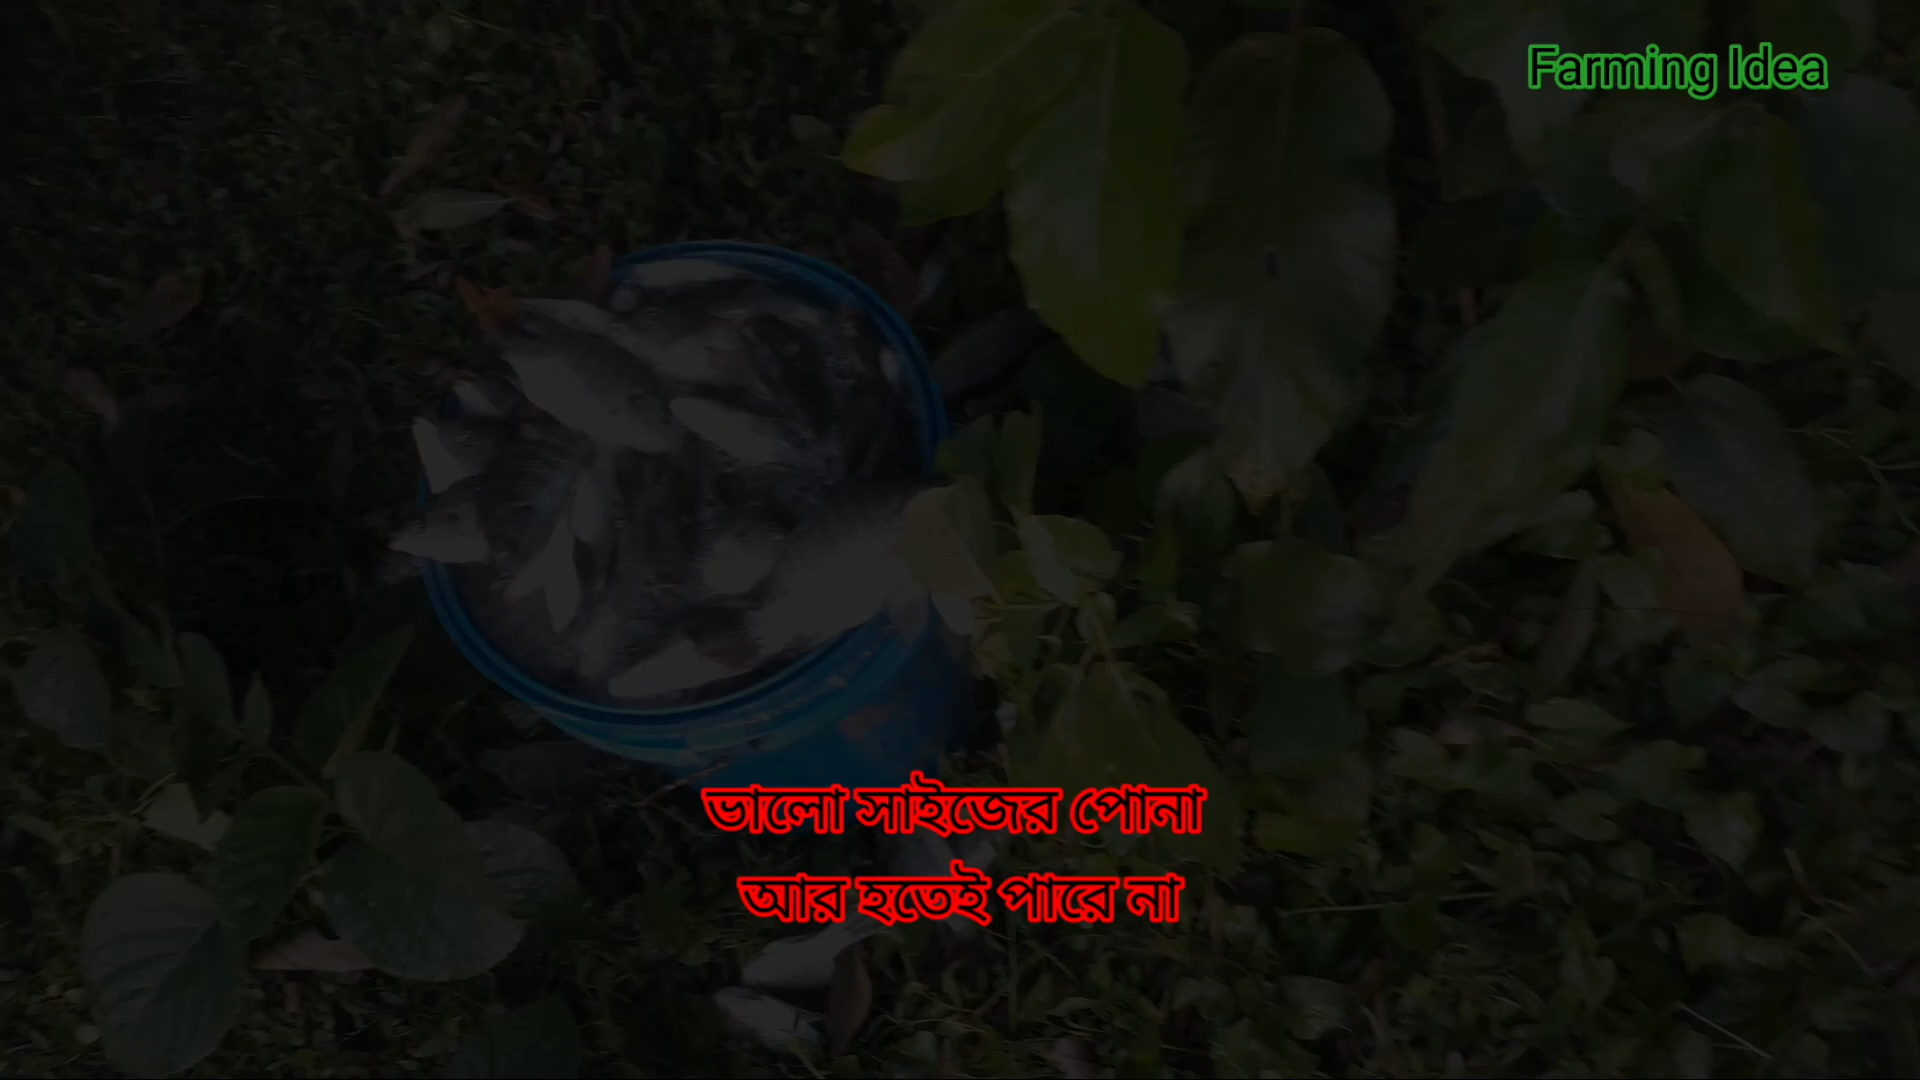 Farming Idea
ভালো সাইজের পোনা
আর হতেই পারে না